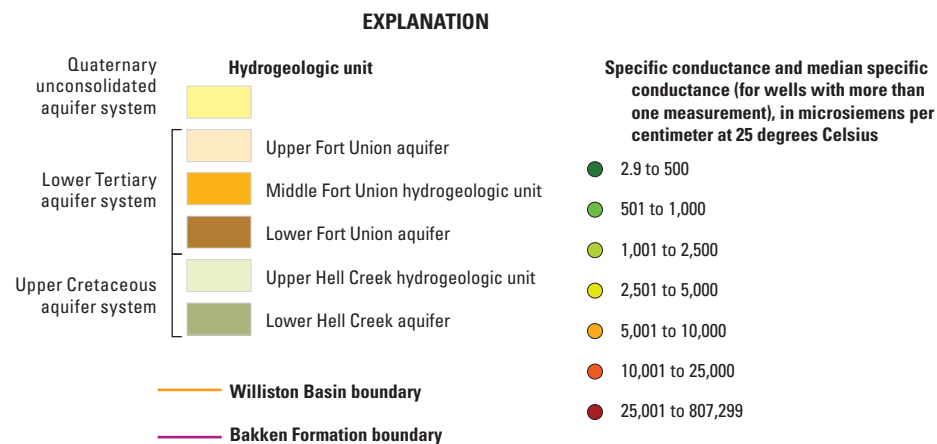 EXPLANATION
Quaternary
unconsolidated
aquifer system
Hydrogeologic unit
Lower Tertiary
aquifer system
Upper Fort Union aquifer
Middle Fort Union hydrogeologic unit
Lower Fort Union aquifer
Upper Cretaceous
aquifer system
Upper Hell Creek hydrogeologic unit
Lower Hell Creek aquifer
Williston Basin boundary
Bakken Formation boundary
Specific conductance and median specific
conductance (for wells with more than
one measurement), in microsiemens per
centimeter at 25 degrees Celsius
2.9 to 500
501 to 1,000
1,001 to 2,500
2,501 to 5,000
5,001 to 10,000
10,001 to 25,000
25,001 to 807,299